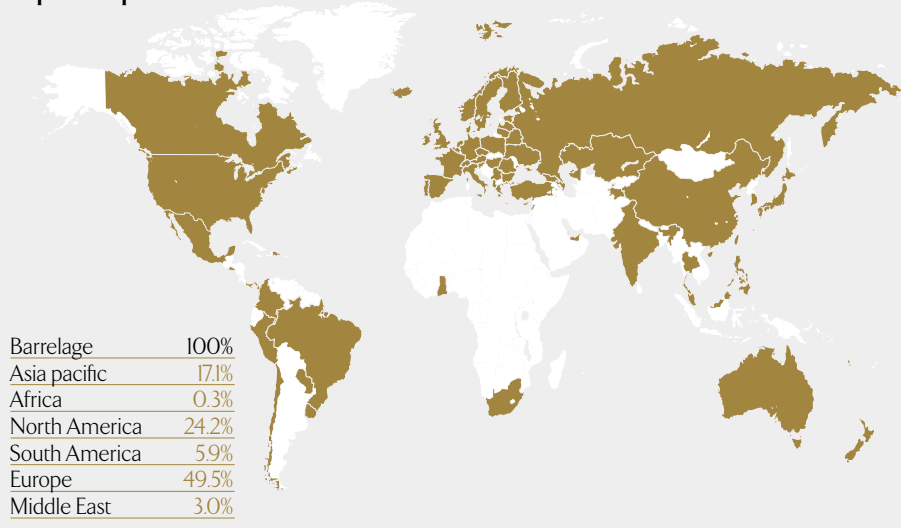 Barrelage 100%
Asia pacific 17.1%
Africa 0.3%
North America 24.2%
South America 5.9%
Europe 49.5%
Middle East 3.0%